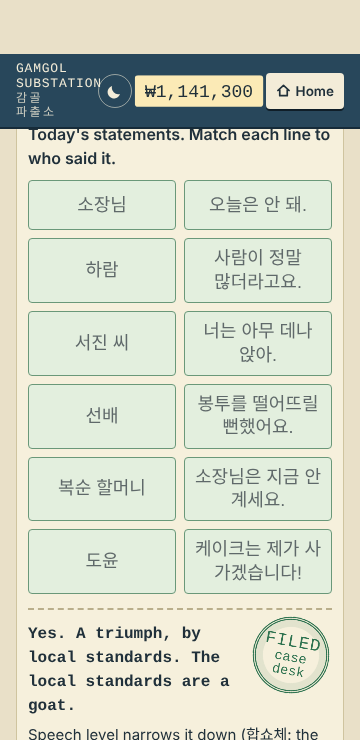 GAMGOL
SUBSTATION
감골
파출소
₩1,141,300
Home
Today's statements. Match each line to
who said it.
소장님
오늘은 안 돼.
하람
사람이 정말
많더라고요.
서진 씨
너는 아무 데나
앉아.
선배
봉투를 떨어뜨릴
뻔했어요.
복순 할머니
소장님은 지금 안
계세요.
도윤
케이크는 제가 사
가겠습니다!
Yes. A triumph, by
local standards. The
local standards are a
goat.
FILED
case
desk
Speech level narrows it down (합쇼체: the